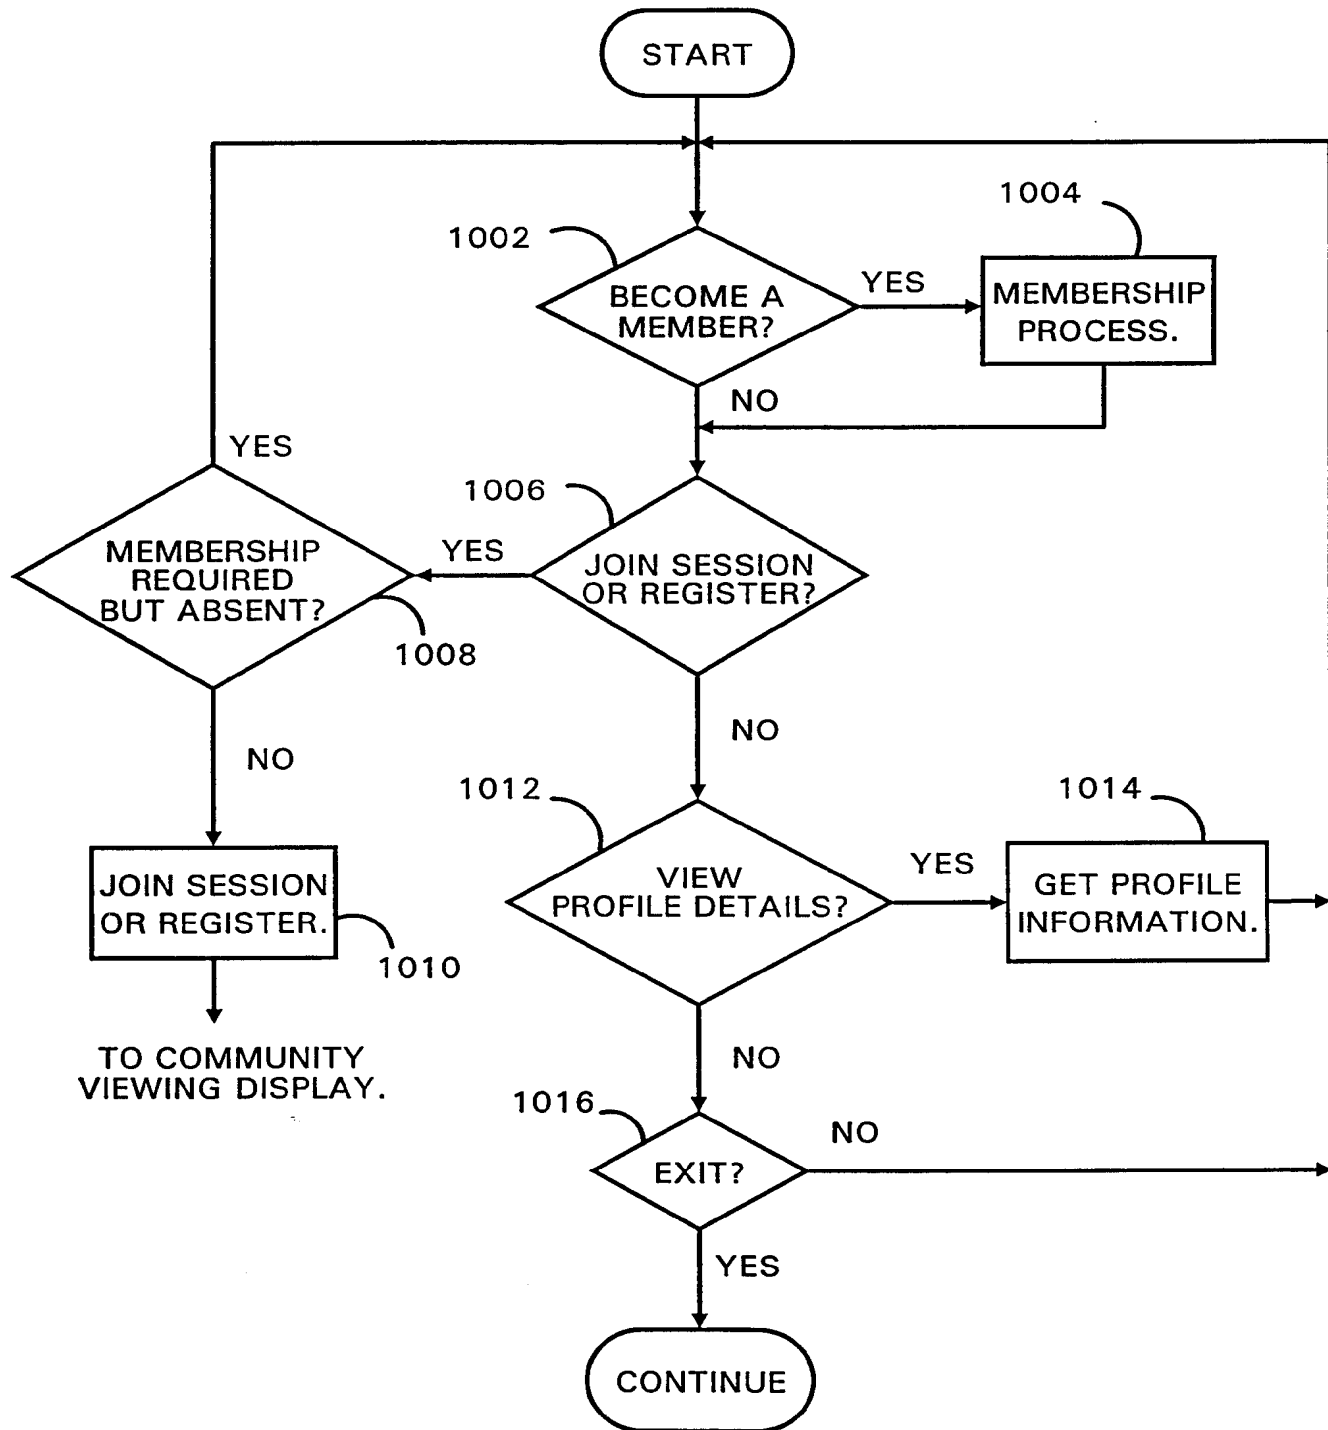 START
1004
1002
YES
BECOME A
MEMBER?
MEMBERSHIP
PROCESS.
NO
YES
1006
MEMBERSHIP
REQUIRED
BUT ABSENT?
YES
JOIN SESSION
OR REGISTER?
1008
NO
NO
1012
1014
JOIN SESSION
OR REGISTER.
VIEW
PROFILE DETAILS?
YES
GET PROFILE
INFORMATION.
1010
TO COMMUNITY
VIEWING DISPLAY.
NO
1016
NO
EXIT?
YES
CONTINUE